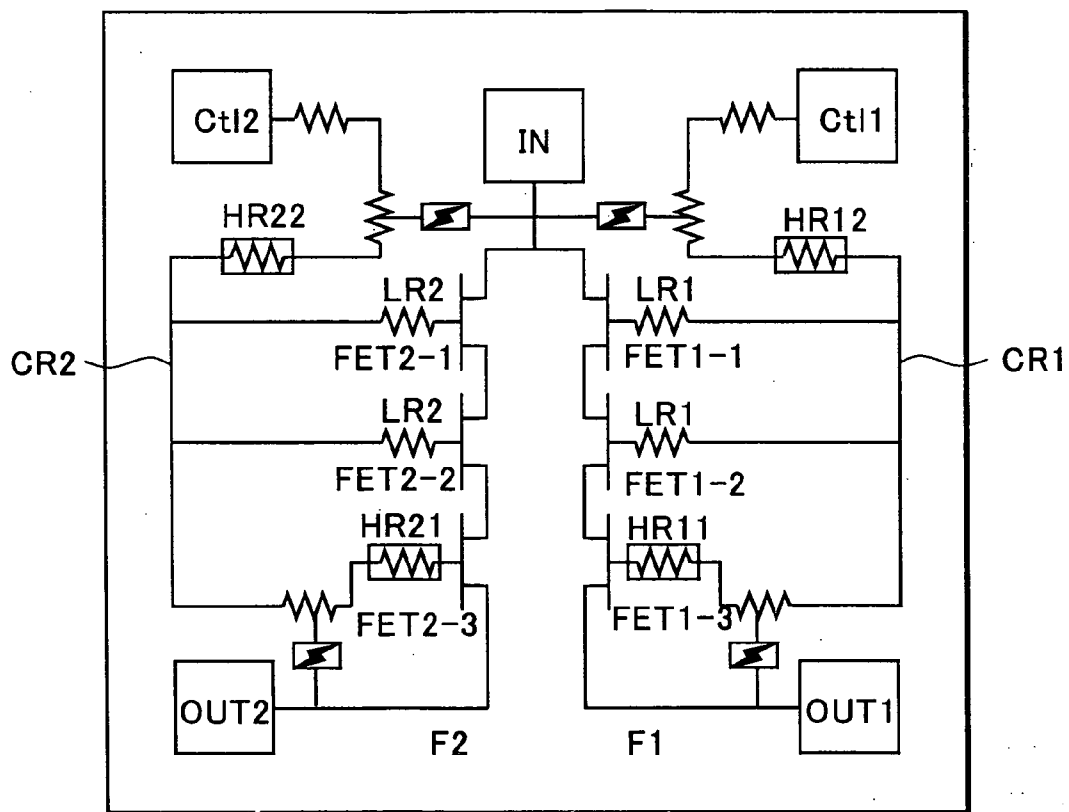 Ctl2
IN
Ctl1
HR22
HR12
LR2
LR1
CR2
FET2-1
FET1-1
CR1
LR2
LR1
FET2-2
FET1-2
HR21
HR11
FET2-3
FET1-3
OUT2
OUT1
F2
F1